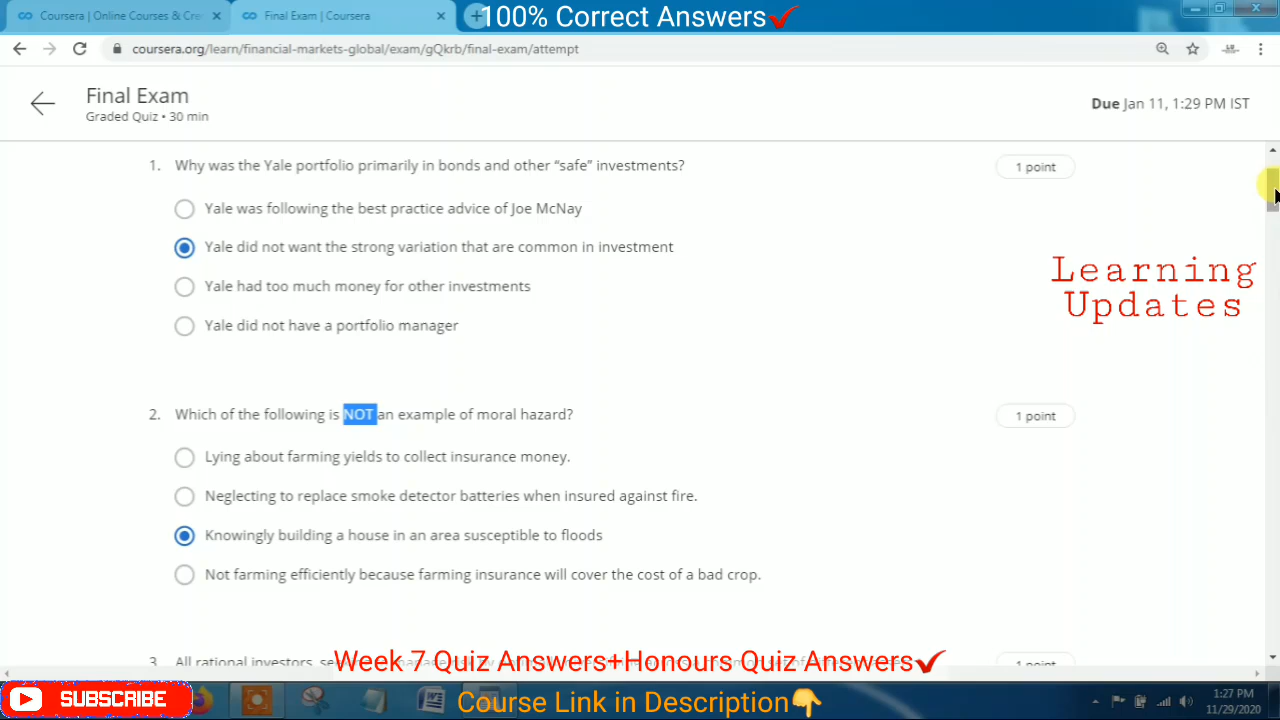 Coursera | Online Courses & Cre
Final Exam | Coursera
100% Correct Answers
coursera.org/learn/financial-markets-global/exam/gQkrb/final-exam/attempt
Final Exam
Graded Quiz • 30 min
Due Jan 11, 1:29 PM IST
1. Why was the Yale portfolio primarily in bonds and other “safe” investments?
1 point
Yale was following the best practice advice of Joe McNay
Yale did not want the strong variation that are common in investment
Yale had too much money for other investments
Yale did not have a portfolio manager
Learning
Updates
2. Which of the following is NOT an example of moral hazard?
1 point
Lying about farming yields to collect insurance money.
Neglecting to replace smoke detector batteries when insured against fire.
Knowingly building a house in an area susceptible to floods
Not farming efficiently because farming insurance will cover the cost of a bad crop.
3. All rational investors,
1 point
Week 7 Quiz Answers+Honours Quiz Answers
SUBSCRIBE
Course Link in Description
1:27 PM
11/29/2020